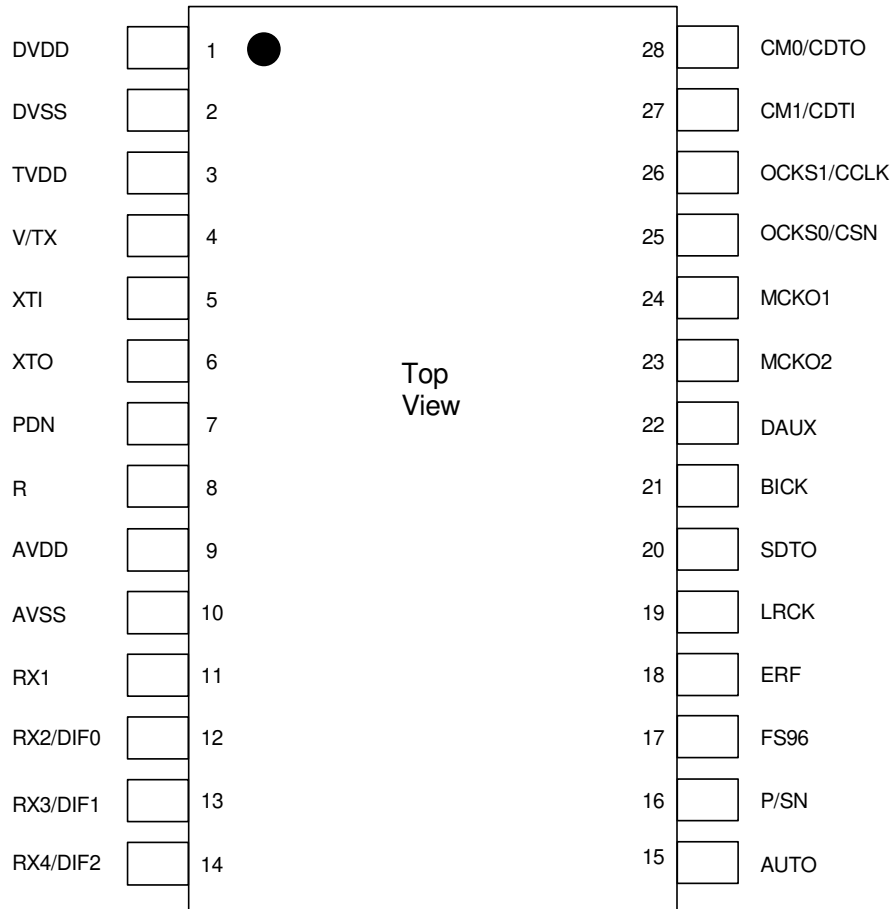 DVDD 1 28 CM0/CDTO
DVSS 2 27 CM1/CDTI
TVDD 3 26 OCKS1/CCLK
V/TX 4 25 OCKS0/CSN
XTI 5 24 MCKO1
XTO 6 23 MCKO2
Top
View
PDN 7 22 DAUX
R 8 21 BICK
AVDD 9 20 SDTO
AVSS 10 19 LRCK
RX1 11 18 ERF
RX2/DIF0 12 17 FS96
RX3/DIF1 13 16 P/SN
RX4/DIF2 14 15 AUTO